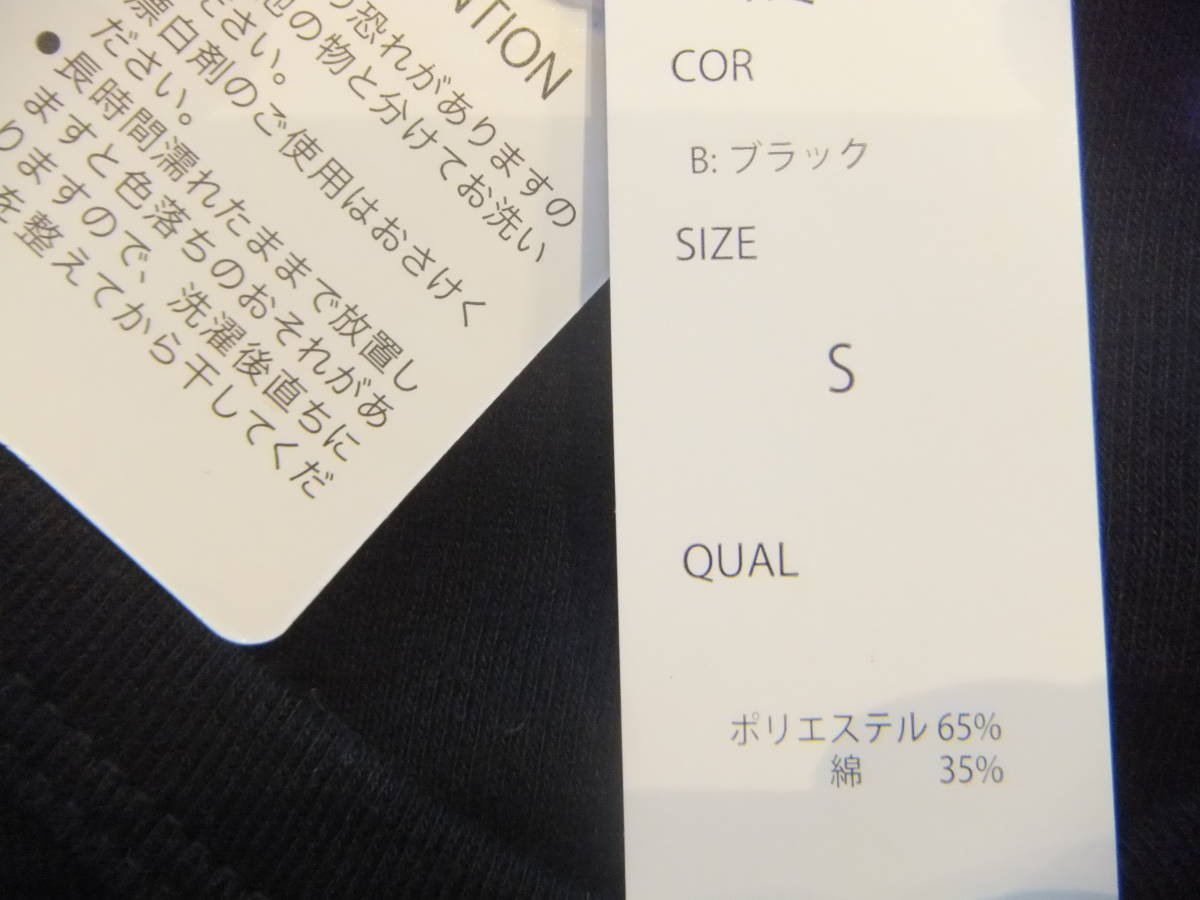 NTION
恐れがありますの
の物と分けてお洗い
ださい。
漂白剤のご使用はおさけく
ださい。
● 長時間濡れたままで放置し
ますと色落ちのおそれがあ
りますので、洗濯後直ちに
を整えてから干してくだ
COR
B: ブラック
SIZE
S
QUAL
ポリエステル 65%
綿 35%